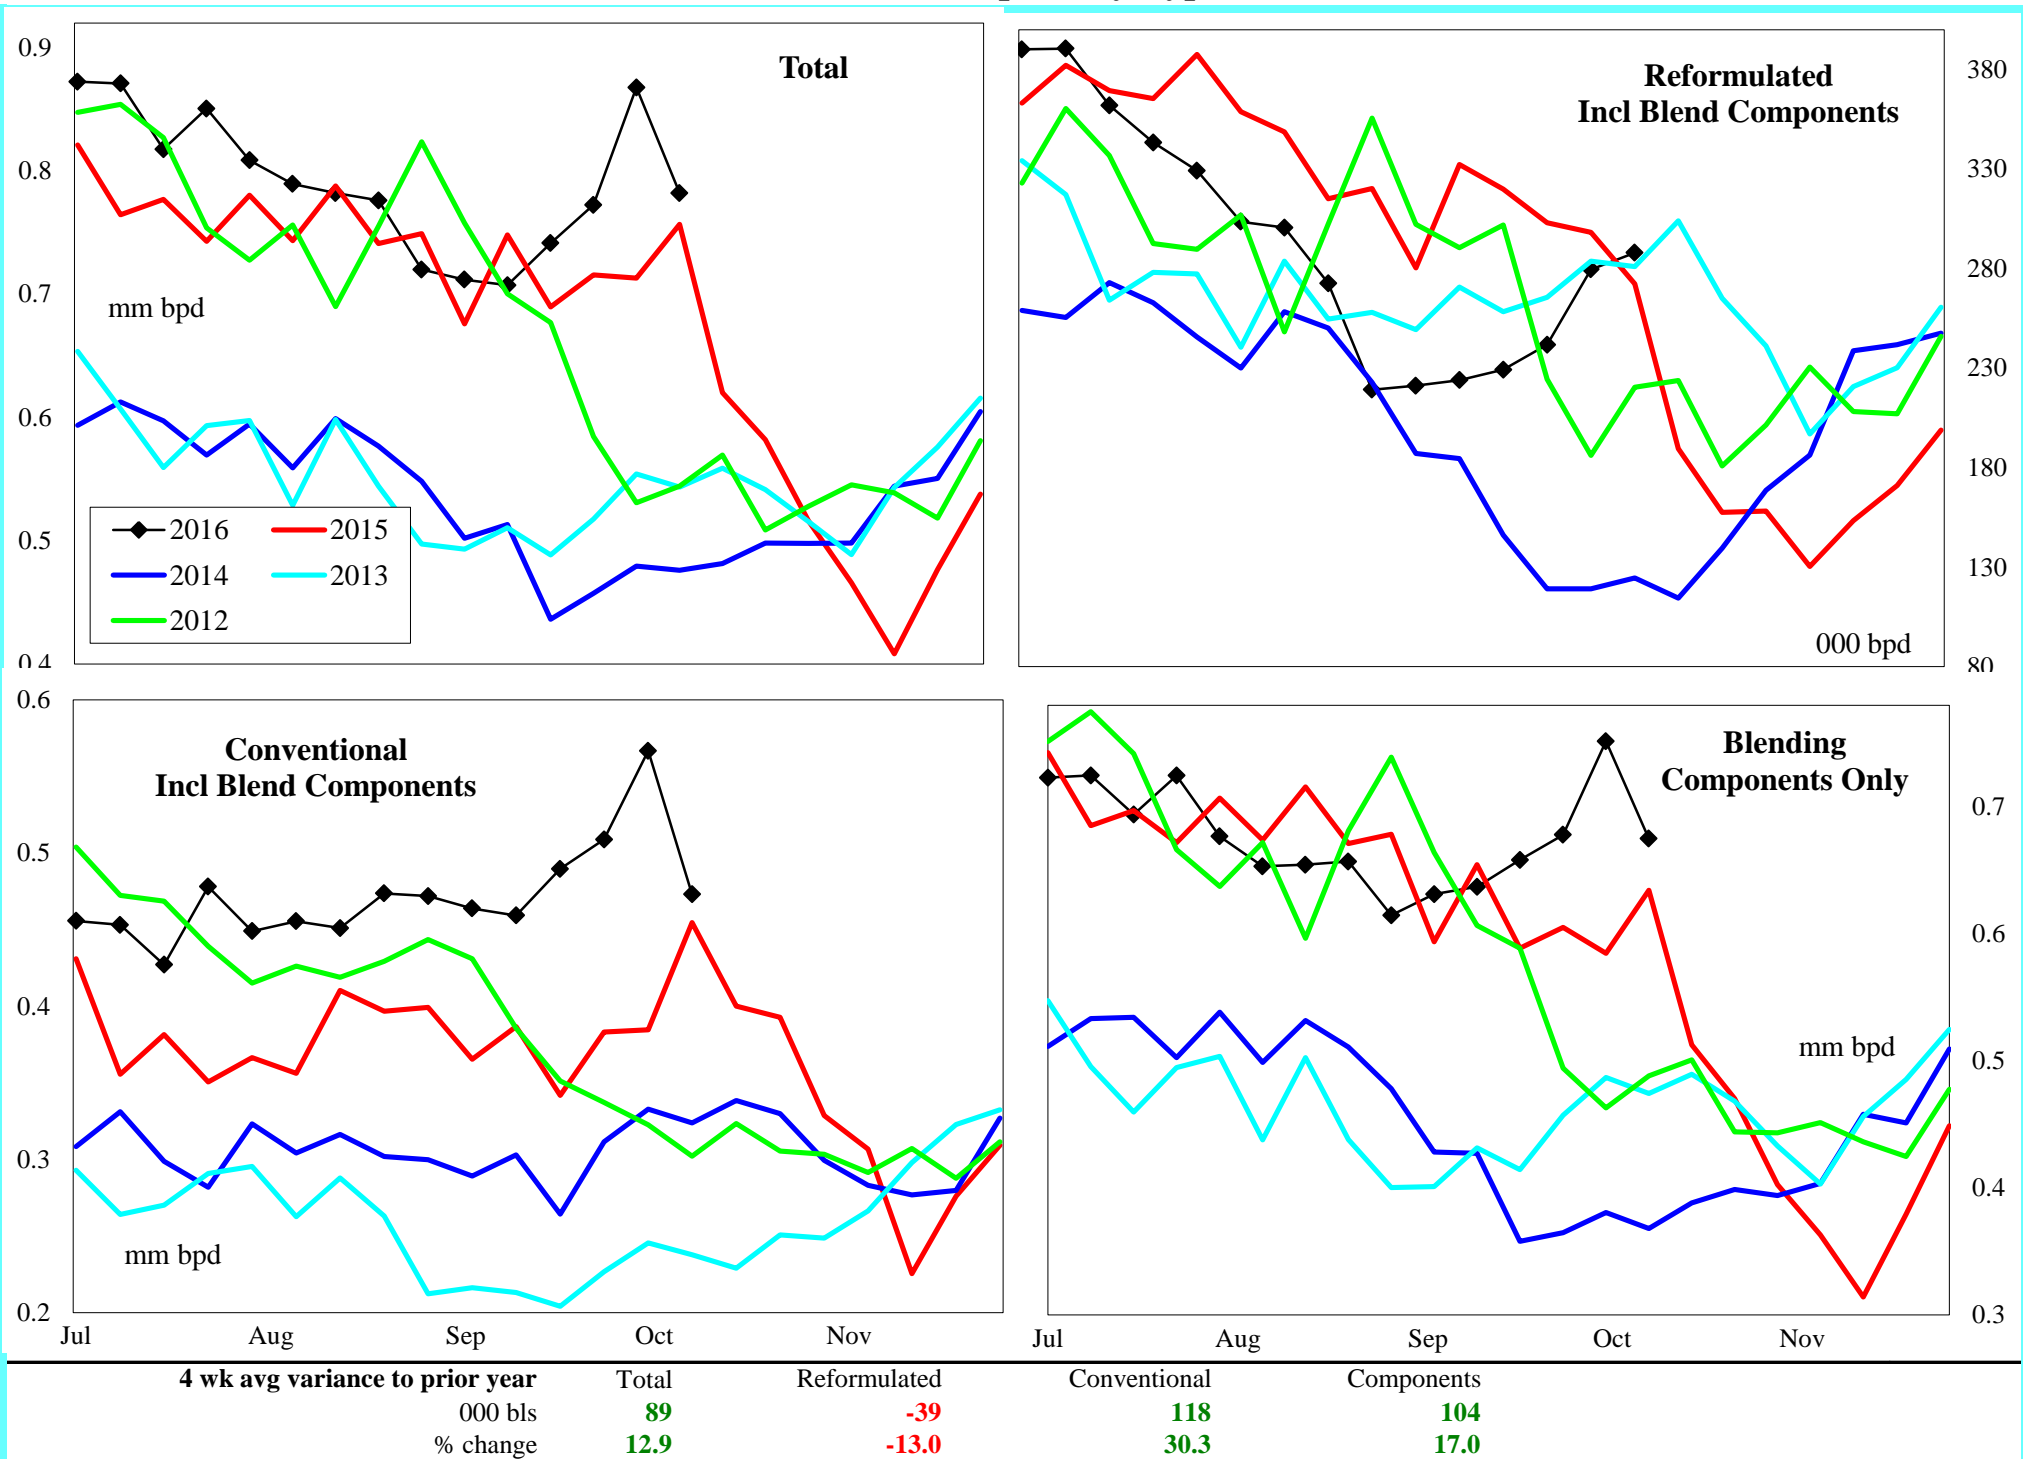 Total
0.9
0.8
0.7
0.6
0.5
0.4
mm bpd
2016
2015
2014
2013
2012
Reformulated
Incl Blend Components
380
330
280
230
180
130
80
000 bpd
Conventional
Incl Blend Components
0.6
0.5
0.4
0.3
0.2
mm bpd
Jul Aug Sep Oct Nov
Blending
Components Only
0.7
0.6
0.5
0.4
0.3
mm bpd
Jul Aug Sep Oct Nov
4 wk avg variance to prior year Total Reformulated Conventional Components
000 bls 89 -39 118 104
% change 12.9 -13.0 30.3 17.0